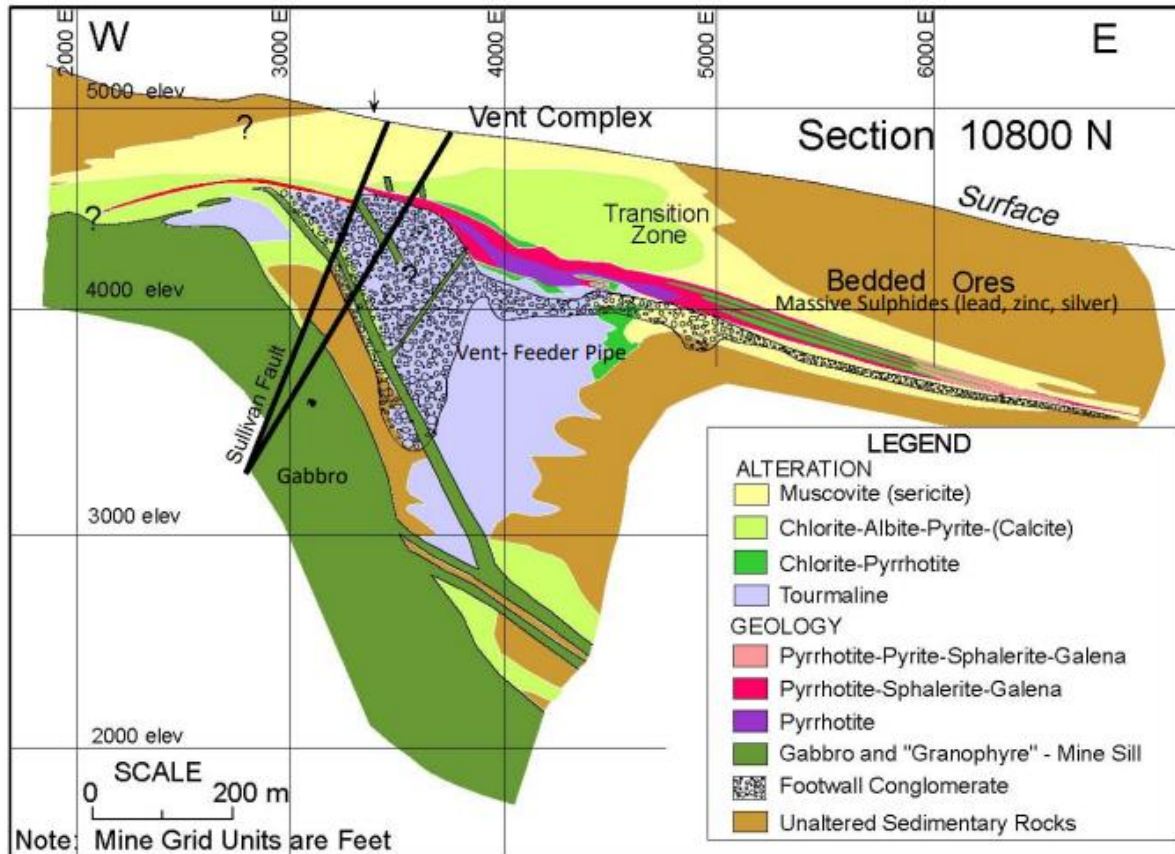 W
E
2000 E
3000 E
4000 E
5000 E
6000 E
5000 elev
?
Vent Complex
Section 10800 N
Surface
Transition
Zone
?
?
4000 elev
Bedded Ores
Massive Sulphides (lead, zinc, silver)
Vent- Feeder Pipe
Sullivan Fault
Gabbro
3000 elev
2000 elev
LEGEND
ALTERATION
Muscovite (sericite)
Chlorite-Albite-Pyrite-(Calcite)
Chlorite-Pyrrhotite
Tourmaline
GEOLOGY
Pyrrhotite-Pyrite-Sphalerite-Galena
Pyrrhotite-Sphalerite-Galena
Pyrrhotite
Gabbro and "Granophyre" - Mine Sill
Footwall Conglomerate
Unaltered Sedimentary Rocks
SCALE
0 200 m
Note: Mine Grid Units are Feet